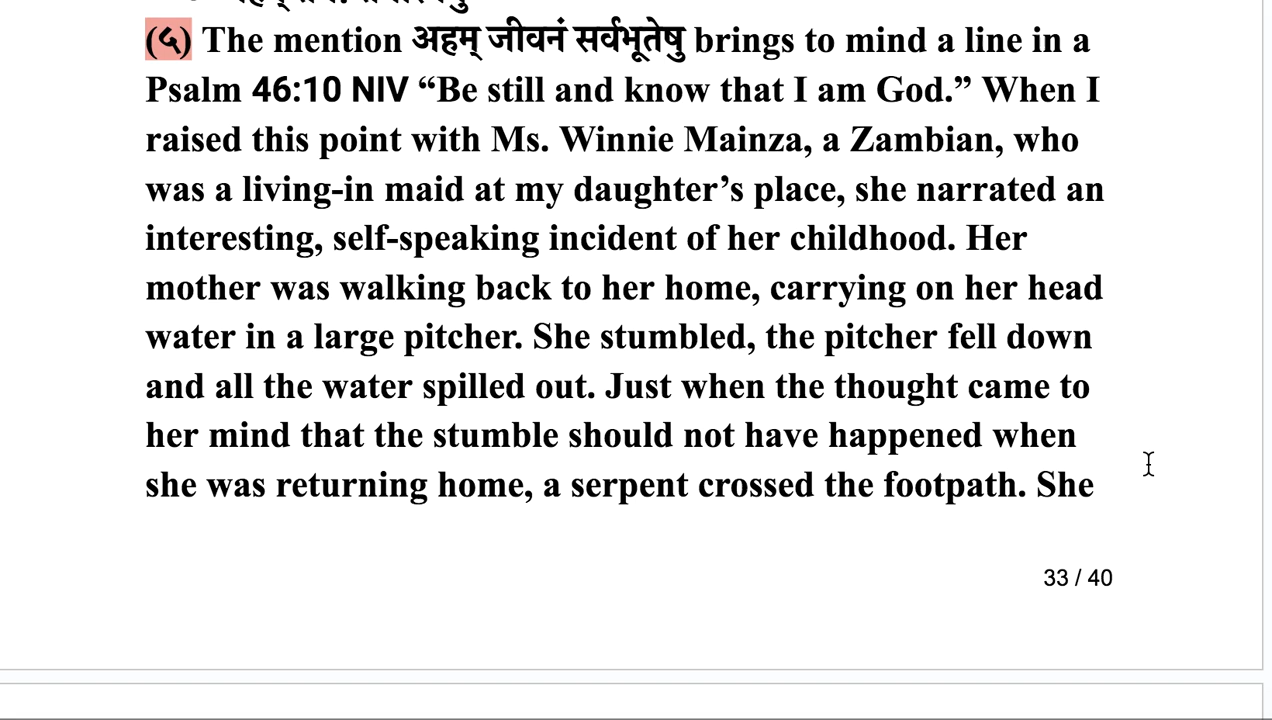 (५) The mention अहम् जीवनं सर्वभूतेषु brings to mind a line in a
Psalm 46:10 NIV “Be still and know that I am God.” When I
raised this point with Ms. Winnie Mainza, a Zambian, who
was a living-in maid at my daughter’s place, she narrated an
interesting, self-speaking incident of her childhood. Her
mother was walking back to her home, carrying on her head
water in a large pitcher. She stumbled, the pitcher fell down
and all the water spilled out. Just when the thought came to
her mind that the stumble should not have happened when
she was returning home, a serpent crossed the footpath. She
33 / 40